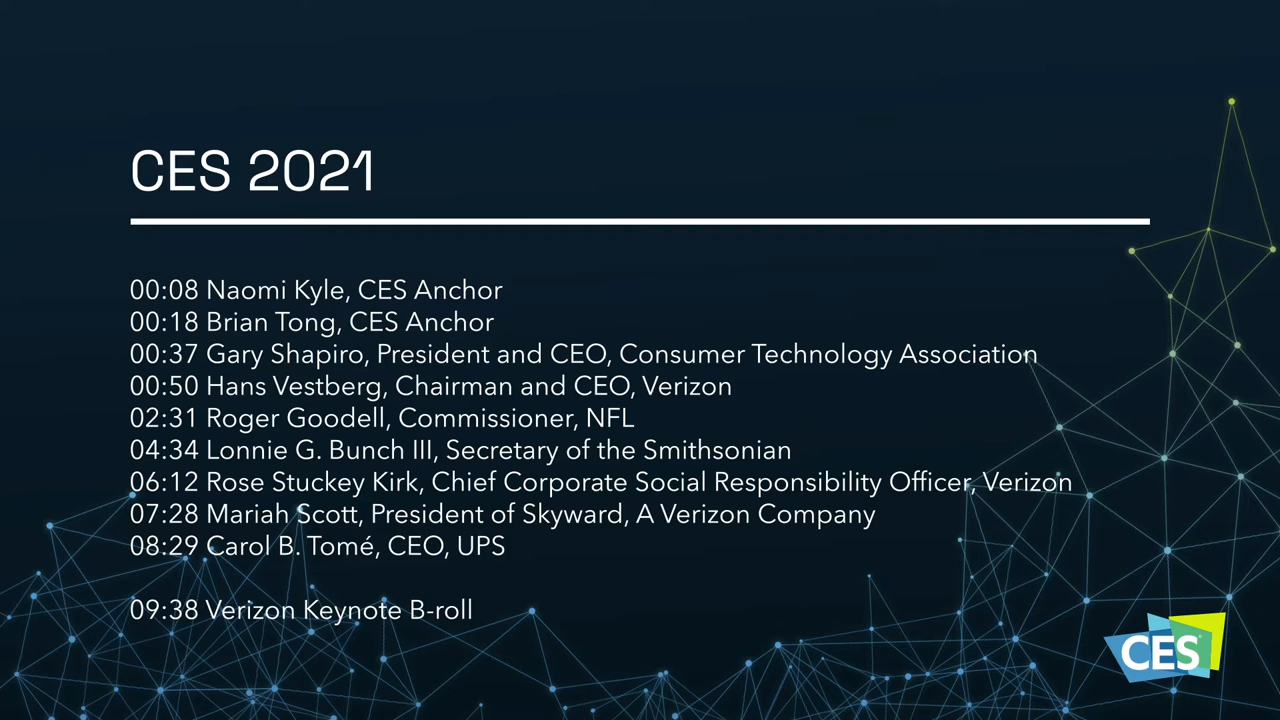 CES 2021
00:08 Naomi Kyle, CES Anchor
00:18 Brian Tong, CES Anchor
00:37 Gary Shapiro, President and CEO, Consumer Technology Association
00:50 Hans Vestberg, Chairman and CEO, Verizon
02:31 Roger Goodell, Commissioner, NFL
04:34 Lonnie G. Bunch III, Secretary of the Smithsonian
06:12 Rose Stuckey Kirk, Chief Corporate Social Responsibility Officer, Verizon
07:28 Mariah Scott, President of Skyward, A Verizon Company
08:29 Carol B. Tomé, CEO, UPS
09:38 Verizon Keynote B-roll
CES